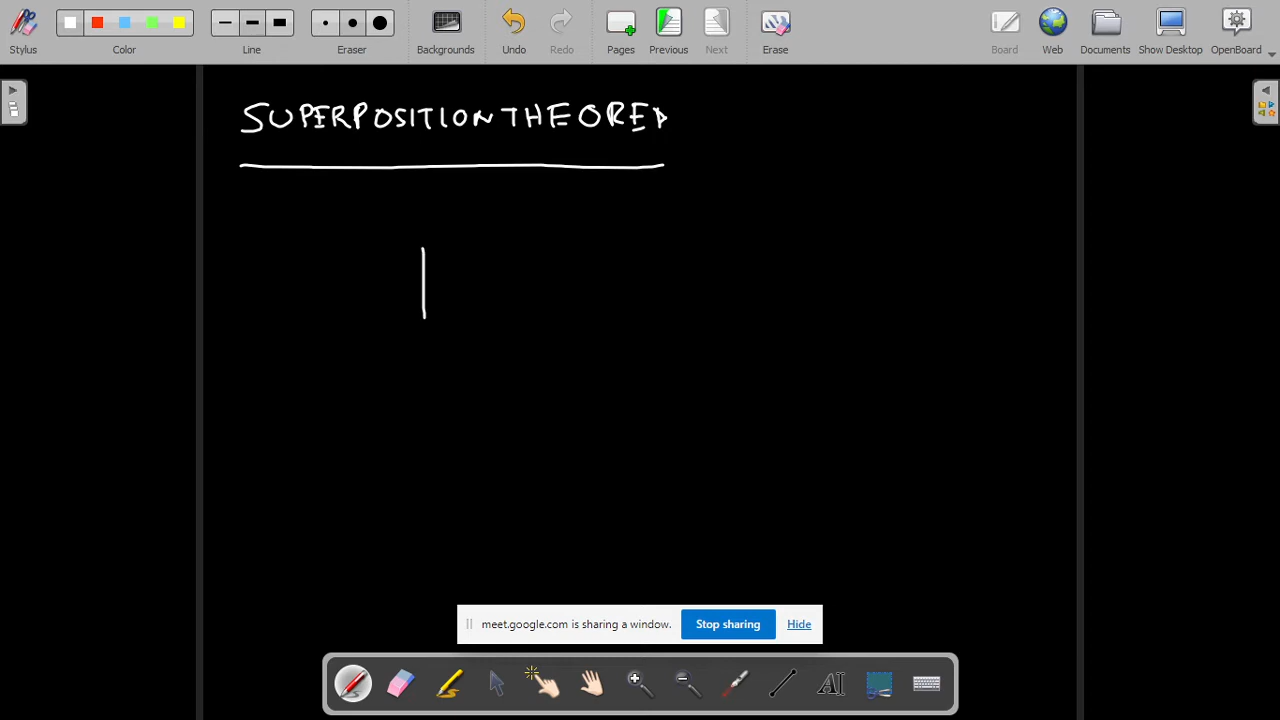 Stylus Color Line Eraser Backgrounds Undo Redo Pages Previous Next Erase Board Web Documents Show Desktop OpenBoard
SUPERPOSITION THEORE
meet.google.com is sharing a window. Stop sharing Hide